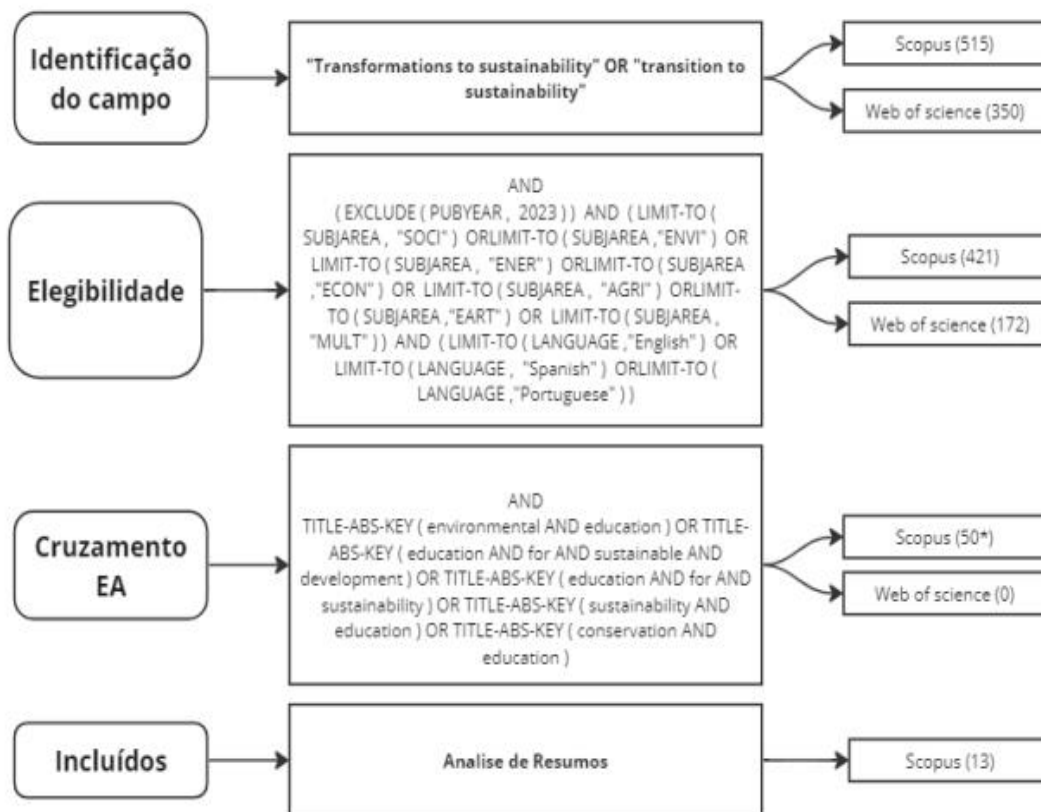 Identificação
do campo
"Transformations to sustainability" OR "transition to
sustainability"
Scopus (515)
Web of science (350)
Elegibilidade
AND
( EXCLUDE ( PUBYEAR , 2023 ) ) AND ( LIMIT-TO (
SUBJAREA , "SOCI" ) ORLIMIT-TO ( SUBJAREA ,"ENVI" ) OR
LIMIT-TO ( SUBJAREA , "ENER" ) ORLIMIT-TO ( SUBJAREA
,"ECON" ) OR LIMIT-TO ( SUBJAREA , "AGRI" ) ORLIMIT-
TO ( SUBJAREA ,"EART" ) OR LIMIT-TO ( SUBJAREA ,
"MULT" ) ) AND ( LIMIT-TO ( LANGUAGE ,"English" ) OR
LIMIT-TO ( LANGUAGE , "Spanish" ) ORLIMIT-TO (
LANGUAGE ,"Portuguese" ) )
Scopus (421)
Web of science (172)
Cruzamento
EA
AND
TITLE-ABS-KEY ( environmental AND education ) OR TITLE-
ABS-KEY ( education AND for AND sustainable AND
development ) OR TITLE-ABS-KEY ( education AND for AND
sustainability ) OR TITLE-ABS-KEY ( sustainability AND
education ) OR TITLE-ABS-KEY ( conservation AND
education )
Scopus (50*)
Web of science (0)
Incluídos
Analise de Resumos
Scopus (13)